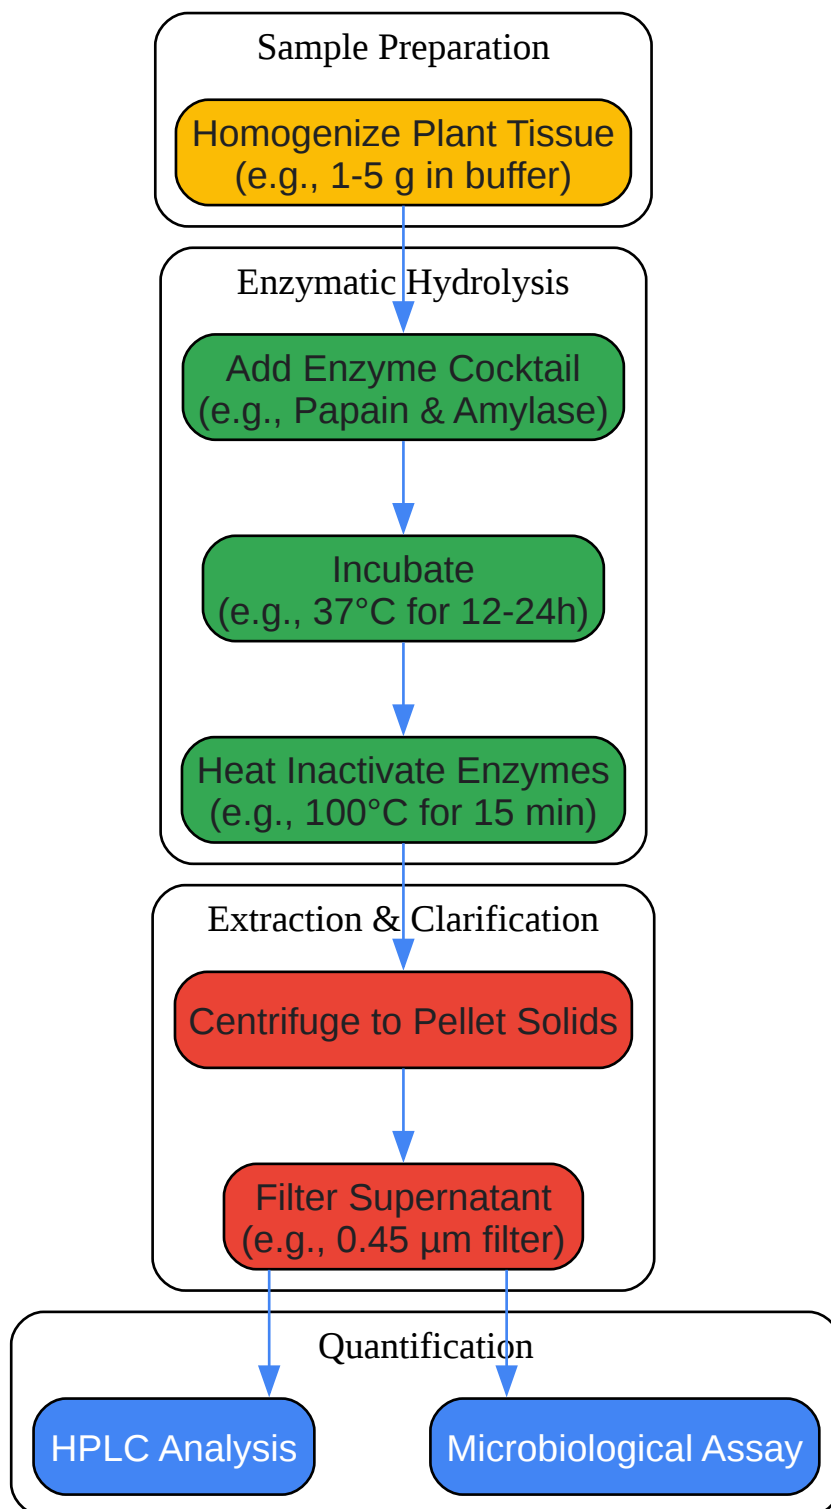 Sample Preparation
Homogenize Plant Tissue
(e.g., 1-5 g in buffer)
Enzymatic Hydrolysis
Add Enzyme Cocktail
(e.g., Papain & Amylase)
Incubate
(e.g., 37°C for 12-24h)
Heat Inactivate Enzymes
(e.g., 100°C for 15 min)
Extraction & Clarification
Centrifuge to Pellet Solids
Filter Supernatant
(e.g., 0.45 µm filter)
Quantification
HPLC Analysis
Microbiological Assay